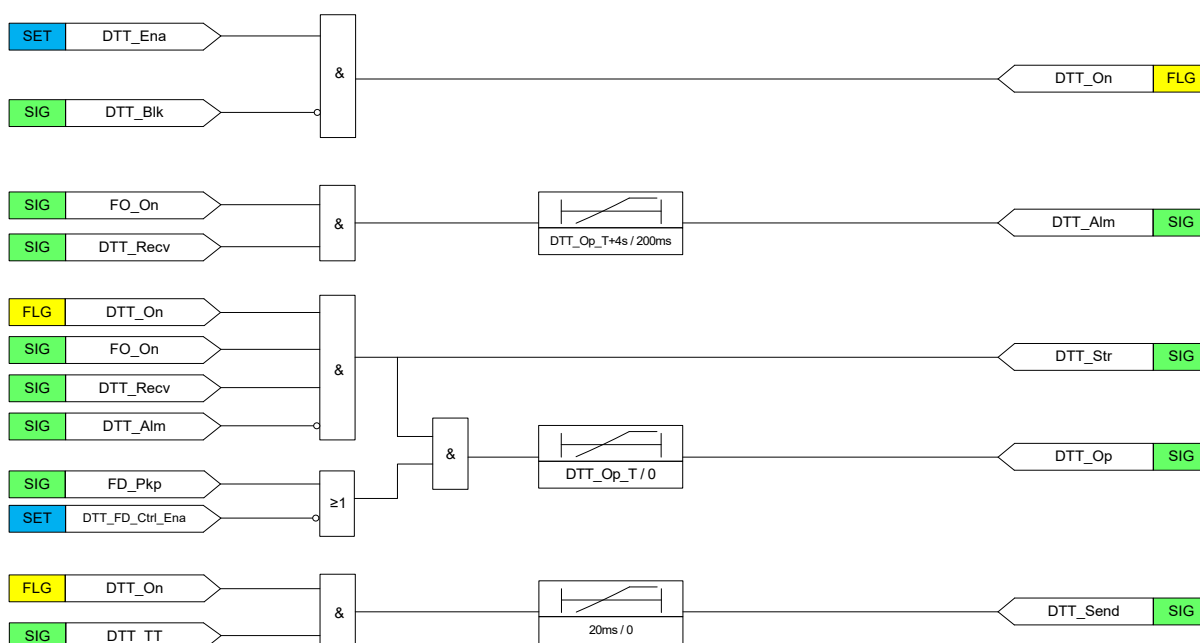 SET DTT_Ena
&
DTT_On FLG
SIG DTT_Blk
SIG FO_On
&
DTT_Alm SIG
SIG DTT_Recv
DTT_Op_T+4s / 200ms
FLG DTT_On
SIG FO_On
DTT_Str SIG
&
SIG DTT_Recv
SIG DTT_Alm
&
DTT_Op SIG
DTT_Op_T / 0
SIG FD_Pkp
≥1
SET DTT_FD_Ctrl_Ena
FLG DTT_On
&
DTT_Send SIG
20ms / 0
SIG DTT_TT